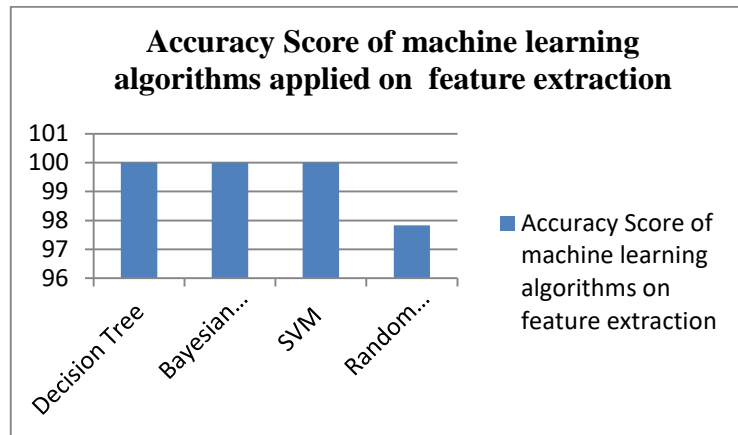 Accuracy Score of machine learning
algorithms applied on feature extraction
101
100
99
98
97
96
Decision Tree
Bayesian...
SVM
Random...
Accuracy Score of
machine learning
algorithms on
feature extraction